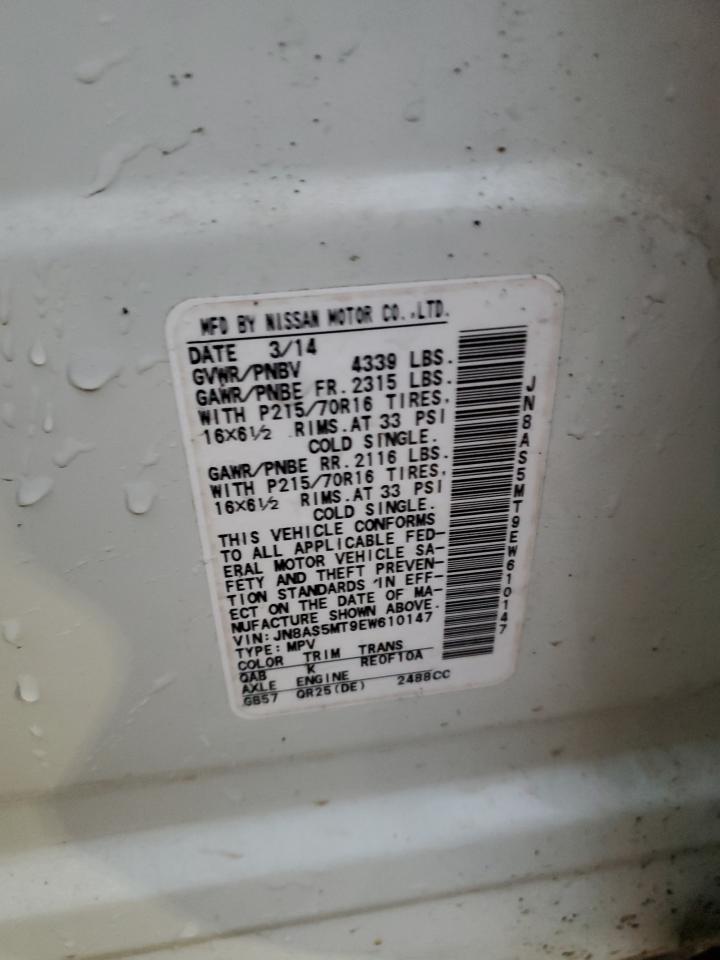 MFD BY NISSAN MOTOR CO.,LTD.
DATE 3/14
GVWR/PNBV 4339 LBS.
GAWR/PNBE FR. 2315 LBS.
WITH P215/70R16 TIRES,
16X6½ RIMS.AT 33 PSI
COLD SINGLE.
GAWR/PNBE RR. 2116 LBS.
WITH P215/70R16 TIRES,
16X6½ RIMS.AT 33 PSI
COLD SINGLE.
THIS VEHICLE CONFORMS
TO ALL APPLICABLE FED-
ERAL MOTOR VEHICLE SA-
FETY AND THEFT PREVEN-
TION STANDARDS IN EFF-
ECT ON THE DATE OF MA-
NUFACTURE SHOWN ABOVE.
VIN: JN8AS5MT9EW610147
TYPE: MPV
COLOR TRIM TRANS
QAB K RE0F10A
AXLE ENGINE
GB57 QR25(DE) 2488CC
JN8AS5MT9EW610147